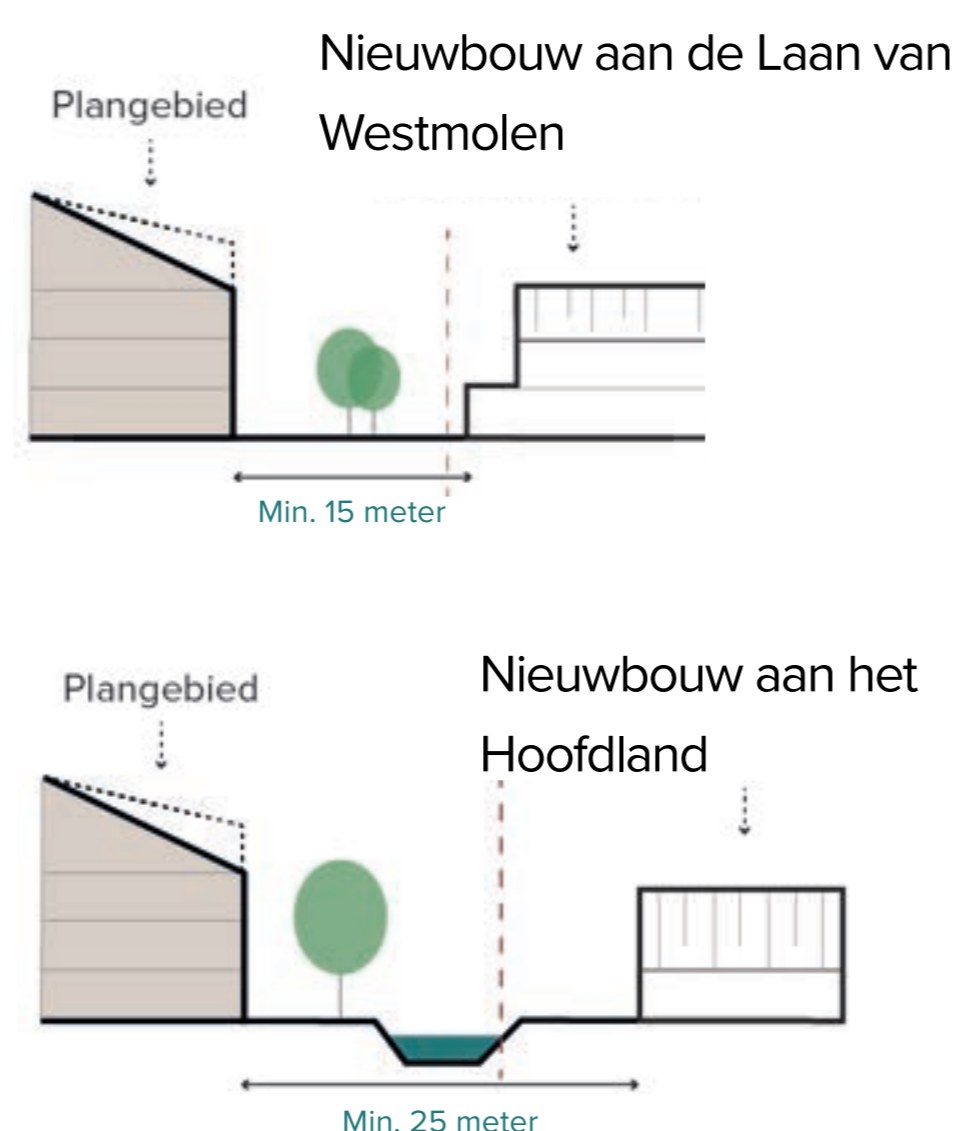 Nieuwbouw aan de Laan van
Westmolen
Plangebied
Min. 15 meter
Nieuwbouw aan het
Hoofdland
Plangebied
Min. 25 meter